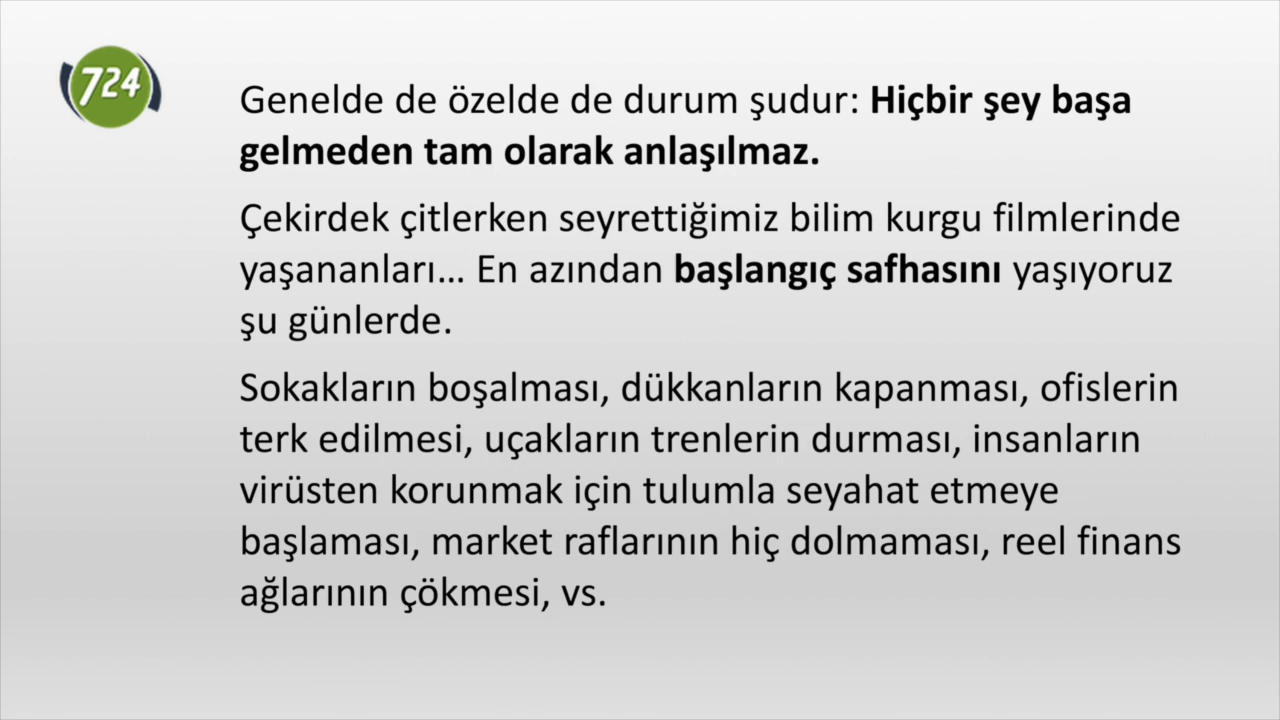 724
Genelde de özelde de durum şudur: Hiçbir şey başa
gelmeden tam olarak anlaşılmaz.
Çekirdek çitlerken seyrettiğimiz bilim kurgu filmlerinde
yaşananları... En azından başlangıç safhasını yaşıyoruz
şu günlerde.
Sokakların boşalması, dükkanların kapanması, ofislerin
terk edilmesi, uçakların trenlerin durması, insanların
virüsten korunmak için tulumla seyahat etmeye
başlaması, market raflarının hiç dolmaması, reel finans
ağlarının çökmesi, vs.